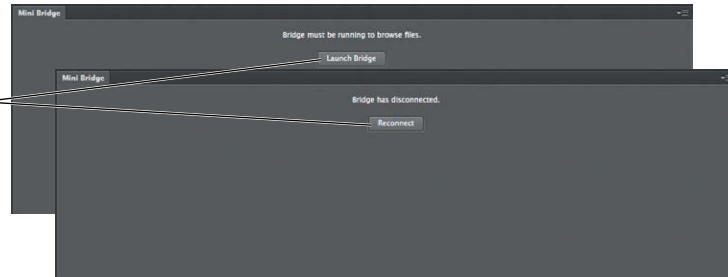 Mini Bridge
Bridge must be running to browse files.
Launch Bridge
Mini Bridge
Bridge has disconnected.
Reconnect